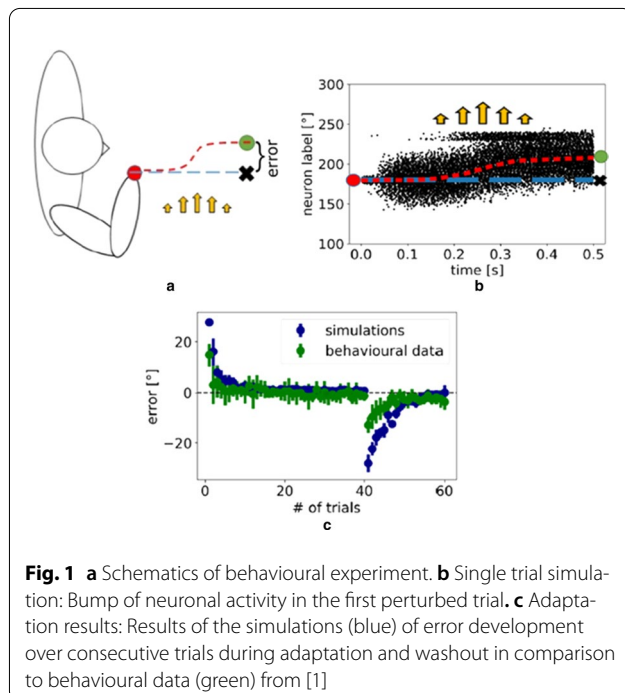 error
a
b
300
250
200
150
100
neuron label [°]
0.0 0.1 0.2 0.3 0.4 0.5
time [s]
simulations
behavioural data
20
0
−20
error [°]
0 20 40 60
# of trials
c
Fig. 1 a Schematics of behavioural experiment. b Single trial simula-
tion: Bump of neuronal activity in the first perturbed trial. c Adapta-
tion results: Results of the simulations (blue) of error development
over consecutive trials during adaptation and washout in comparison
to behavioural data (green) from [1]